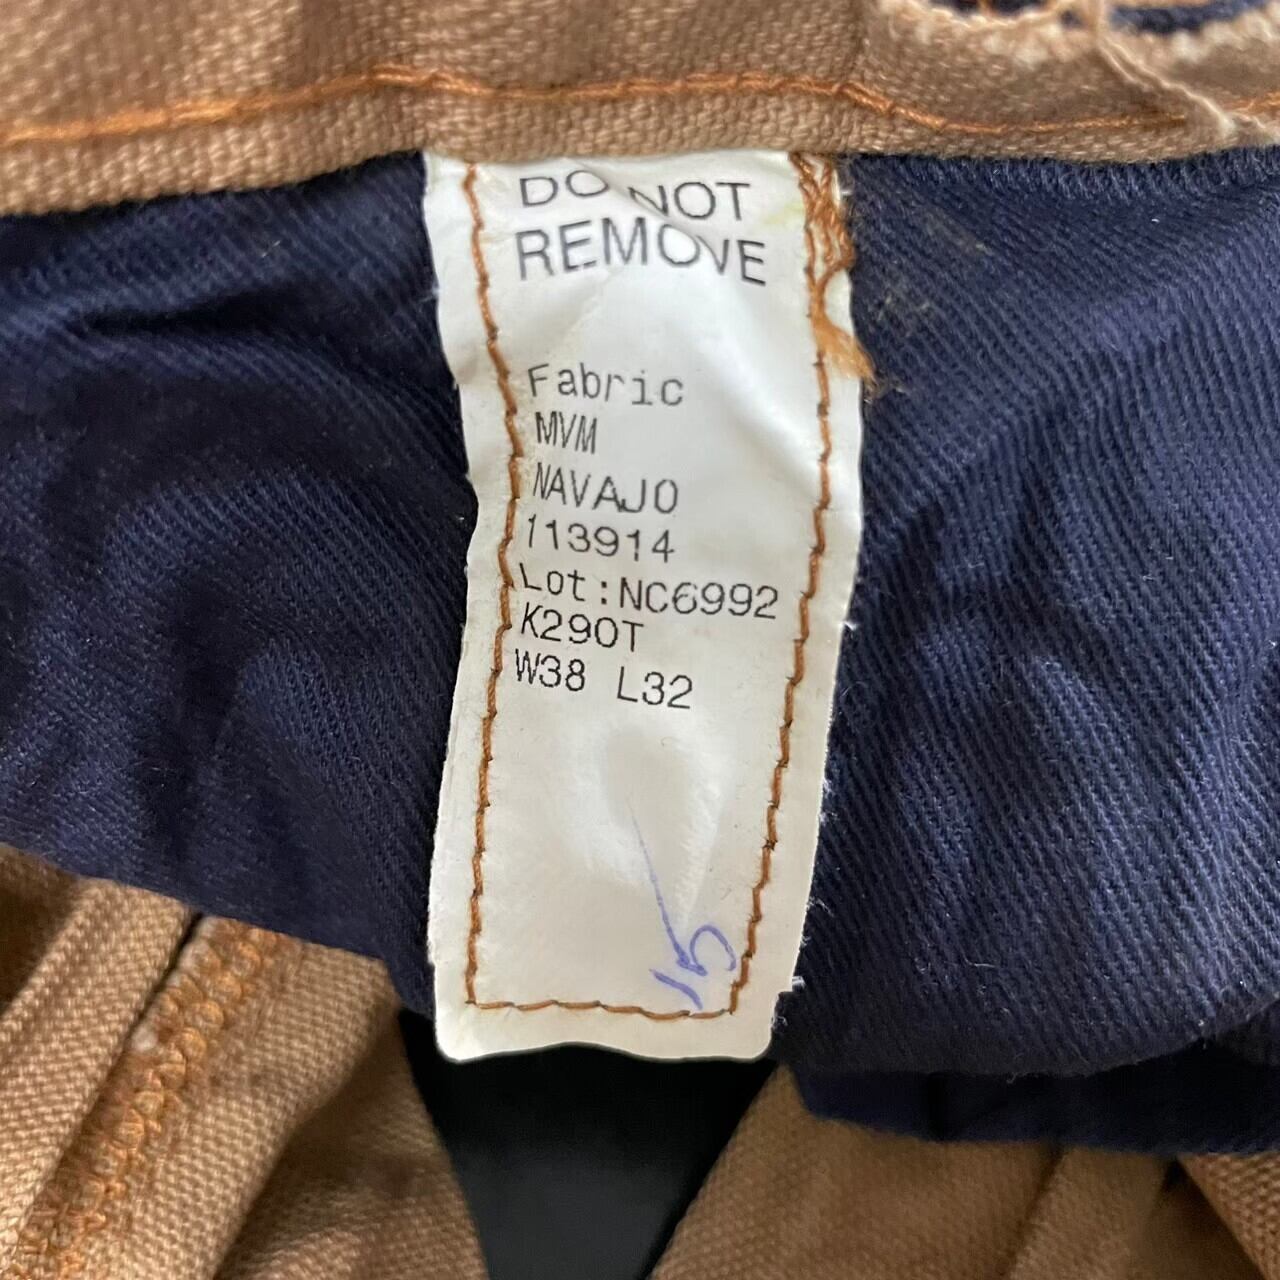 DO NOT
REMOVE
Fabric
MVM
NAVAJO
113914
Lot:NC6992
K290T
W38 L32
15